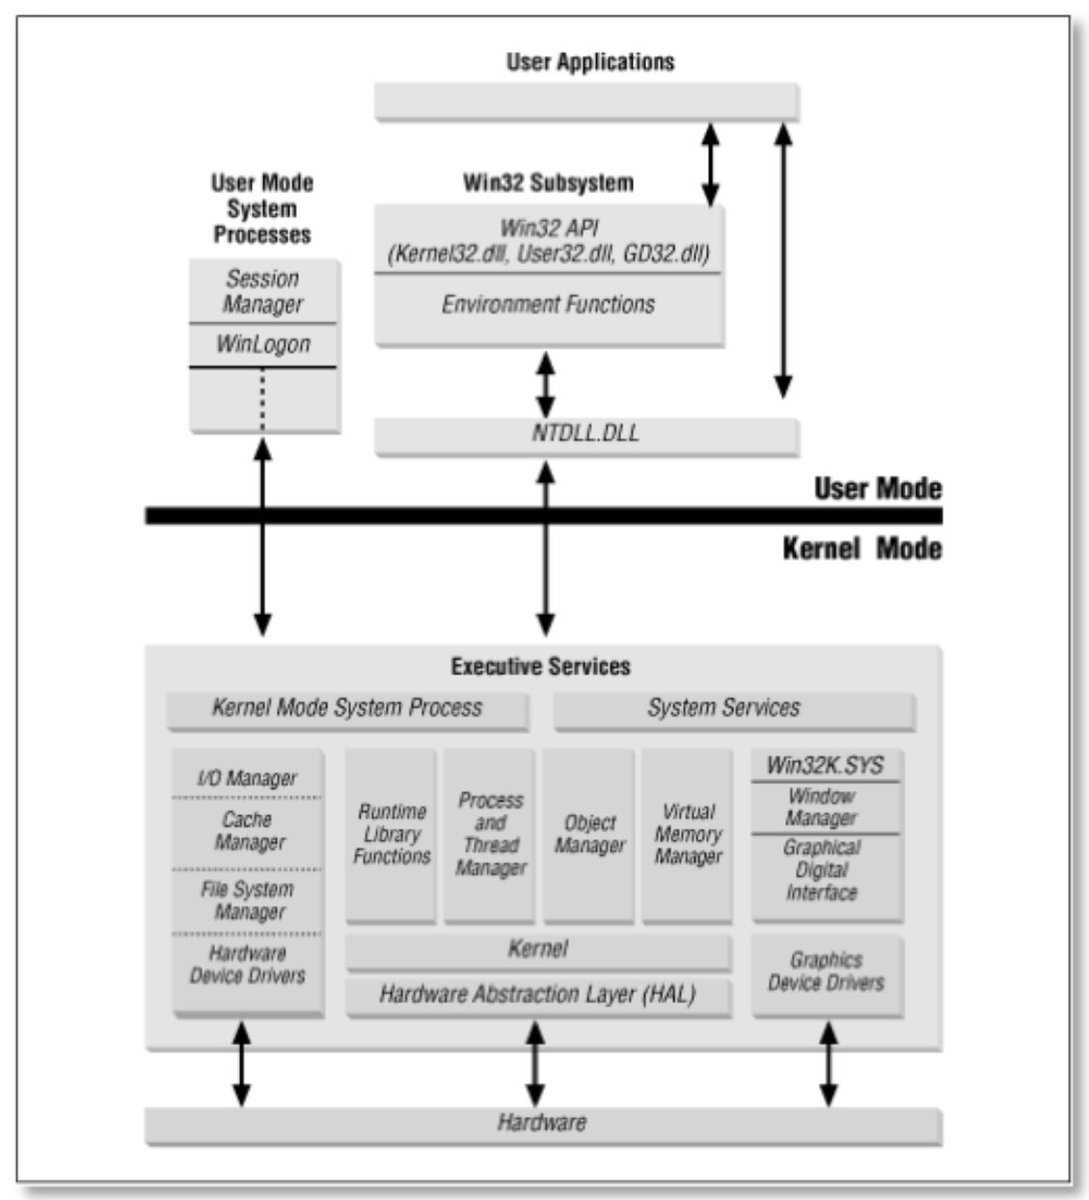 User Applications
User Mode
System
Processes
Win32 Subsystem
Win32 API
(Kernel32.dll, User32.dll, GD32.dll)
Environment Functions
Session
Manager
WinLogon
NTDLL.DLL
User Mode
Kernel Mode
Executive Services
Kernel Mode System Process
System Services
I/O Manager
Cache
Manager
File System
Manager
Hardware
Device Drivers
Runtime
Library
Functions
Process
and
Thread
Manager
Object
Manager
Virtual
Memory
Manager
Win32K.SYS
Window
Manager
Graphical
Digital
Interface
Kernel
Hardware Abstraction Layer (HAL)
Graphics
Device Drivers
Hardware